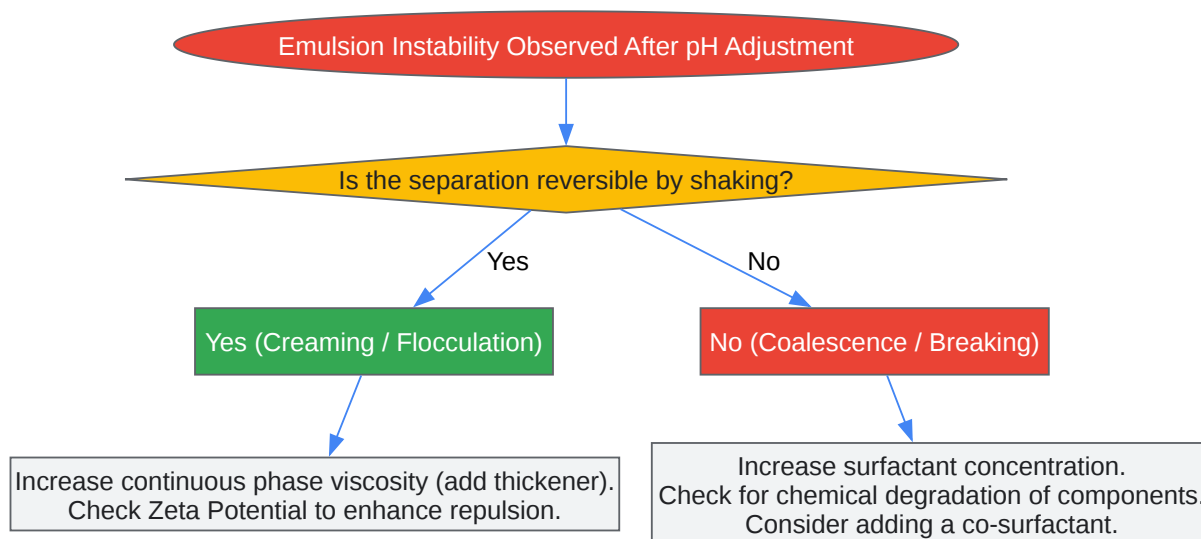 Emulsion Instability Observed After pH Adjustment
Is the separation reversible by shaking?
Yes
No
Yes (Creaming / Flocculation)
No (Coalescence / Breaking)
Increase continuous phase viscosity (add thickener).
Check Zeta Potential to enhance repulsion.
Increase surfactant concentration.
Check for chemical degradation of components.
Consider adding a co-surfactant.